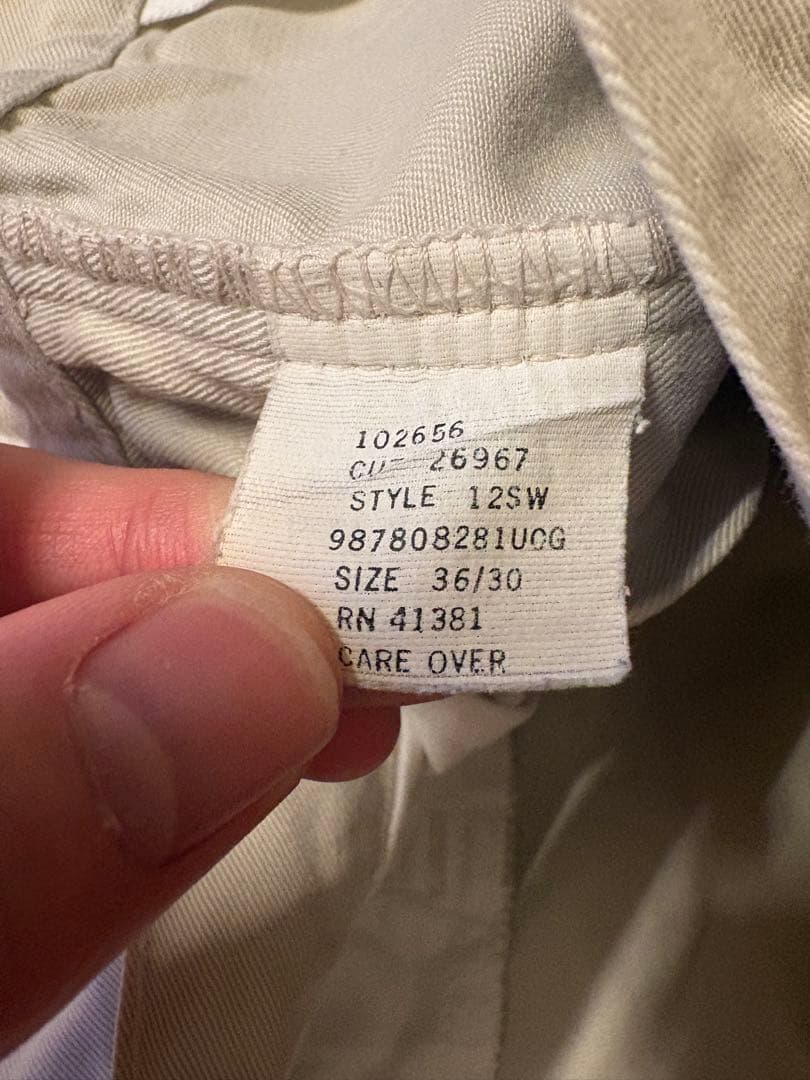 102656
26967
STYLE 12SW
987808281UCG
SIZE 36/30
RN 41381
CARE OVER